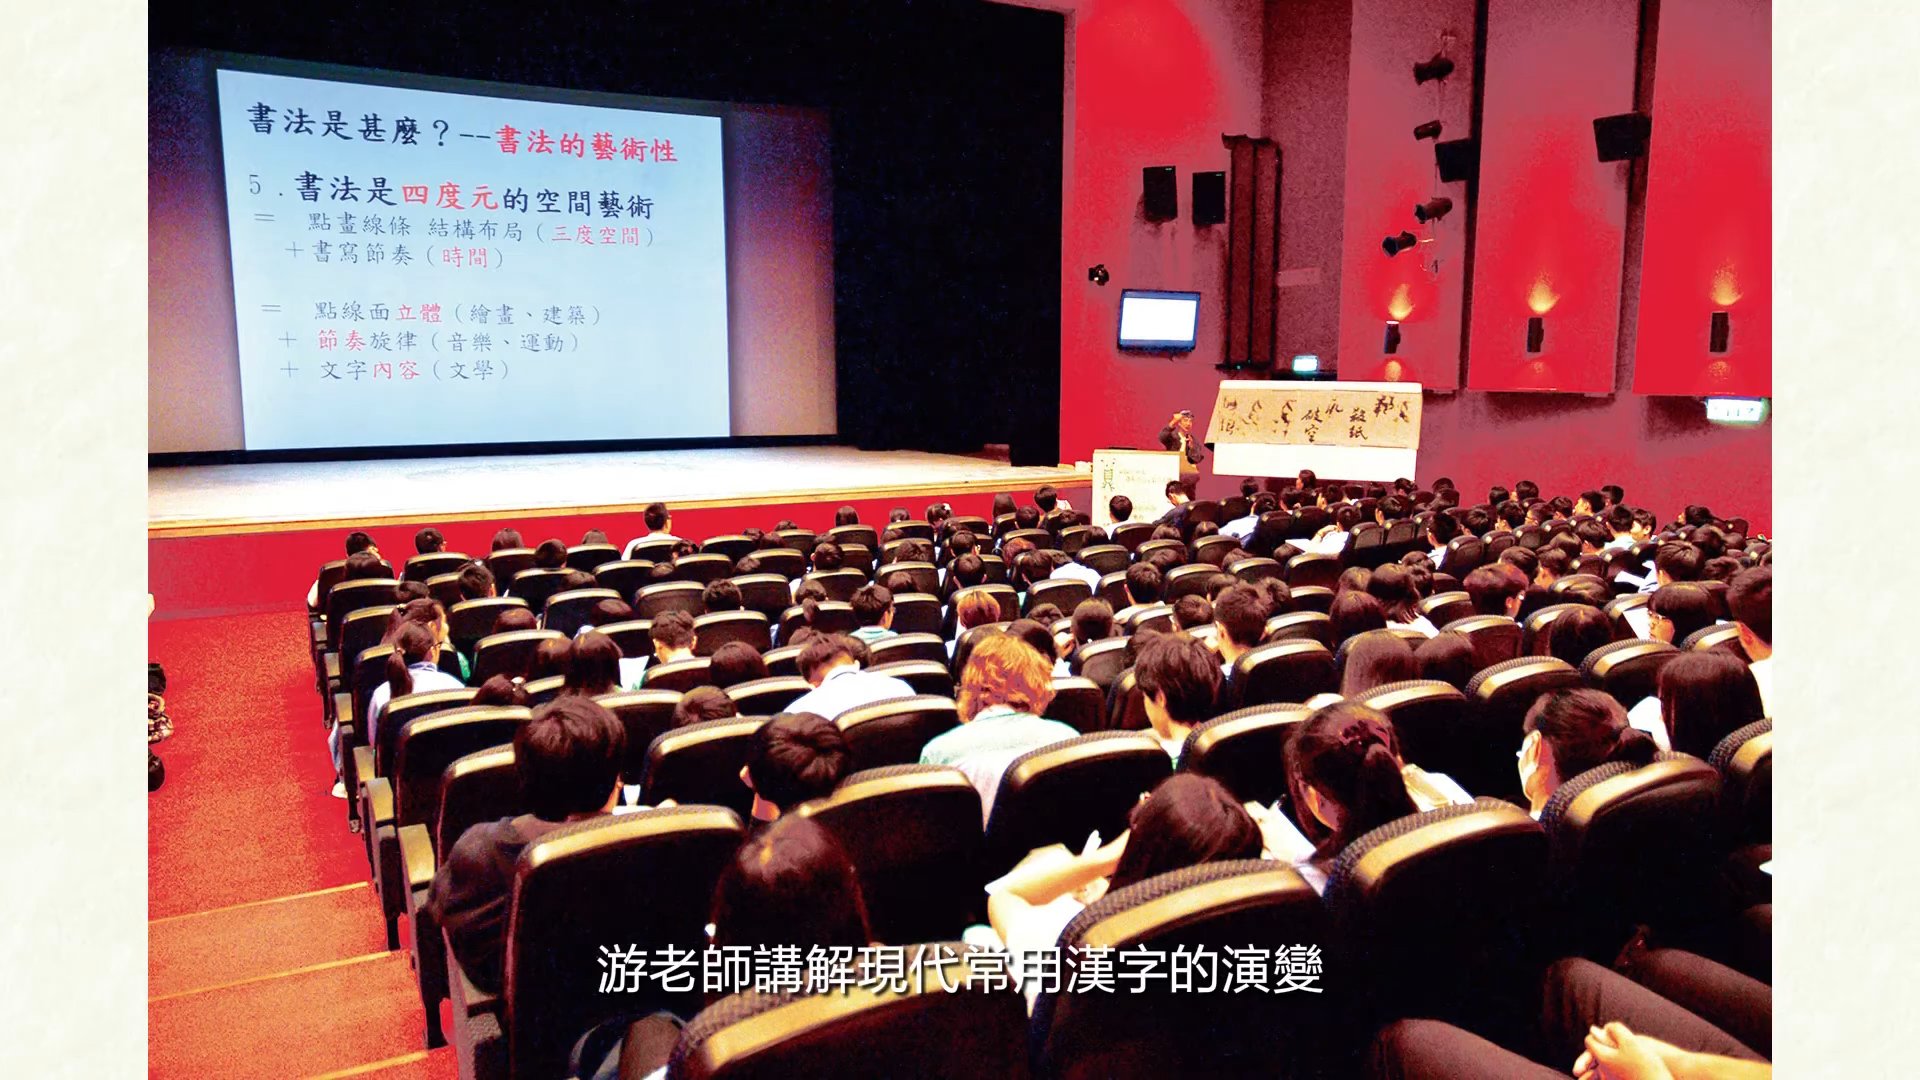 書法是甚麼？--書法的藝術性
5.書法是四度元的空間藝術
= 點畫線條 結構布局（三度空間）
+書寫節奏（時間）
= 點線面立體（繪畫、建築）
+ 節奏旋律（音樂、運動）
+ 文字內容（文學）
破空
殺紙
游老師講解現代常用漢字的演變